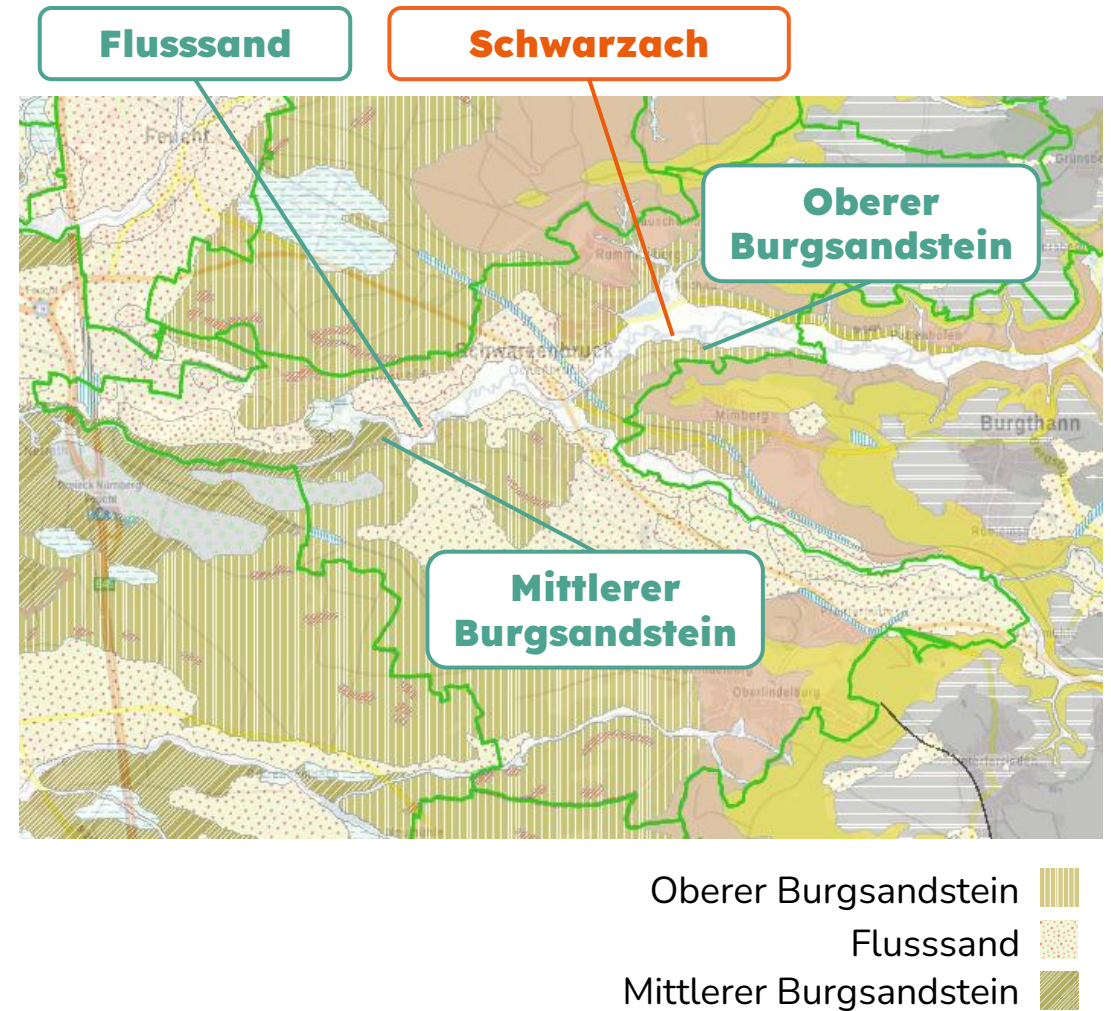 Flusssand
Schwarzach
Oberer
Burgsandstein
Feucht
Schwarzenbruck
Mimberg
Burgthann
Mittlerer
Burgsandstein
Oberlindelburg
Oberer Burgsandstein
Flusssand
Mittlerer Burgsandstein